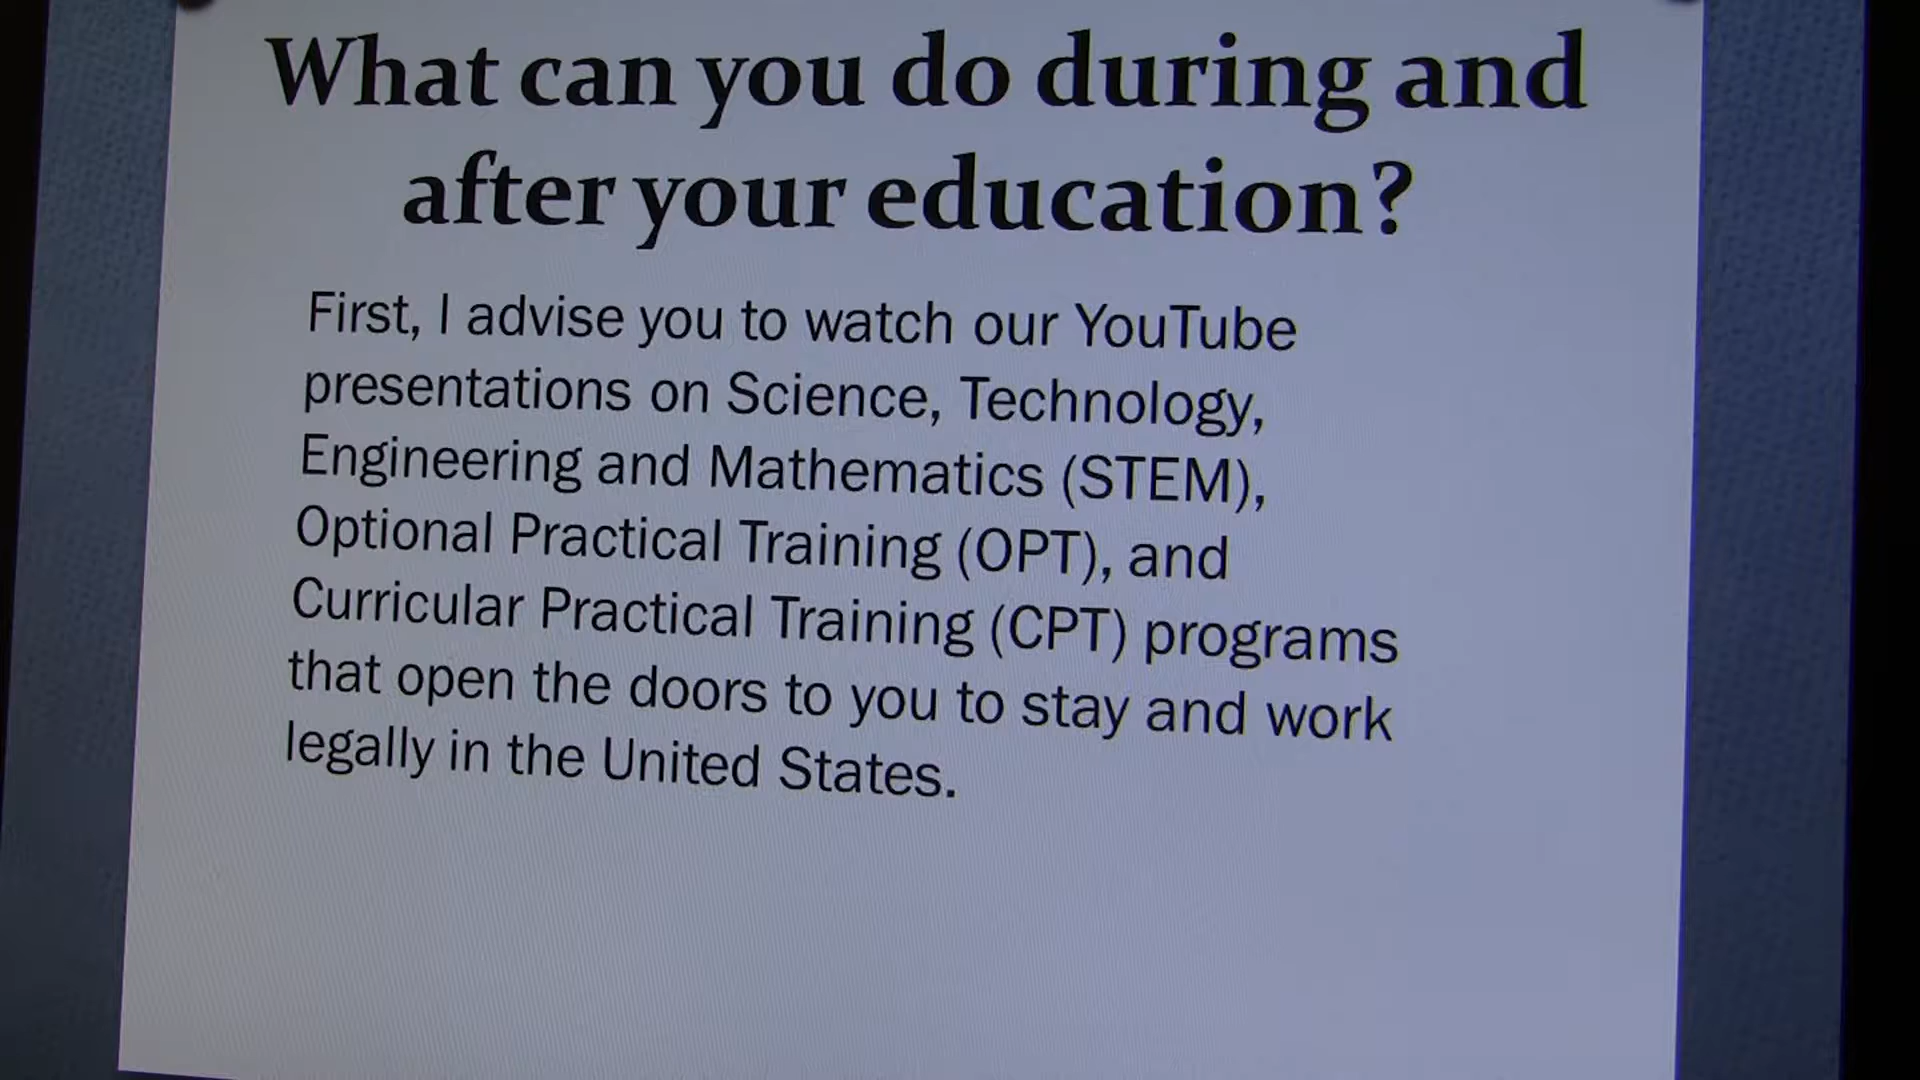 What can you do during and
after your education?
First, I advise you to watch our YouTube
presentations on Science, Technology,
Engineering and Mathematics (STEM),
Optional Practical Training (OPT), and
Curricular Practical Training (CPT) programs
that open the doors to you to stay and work
legally in the United States.